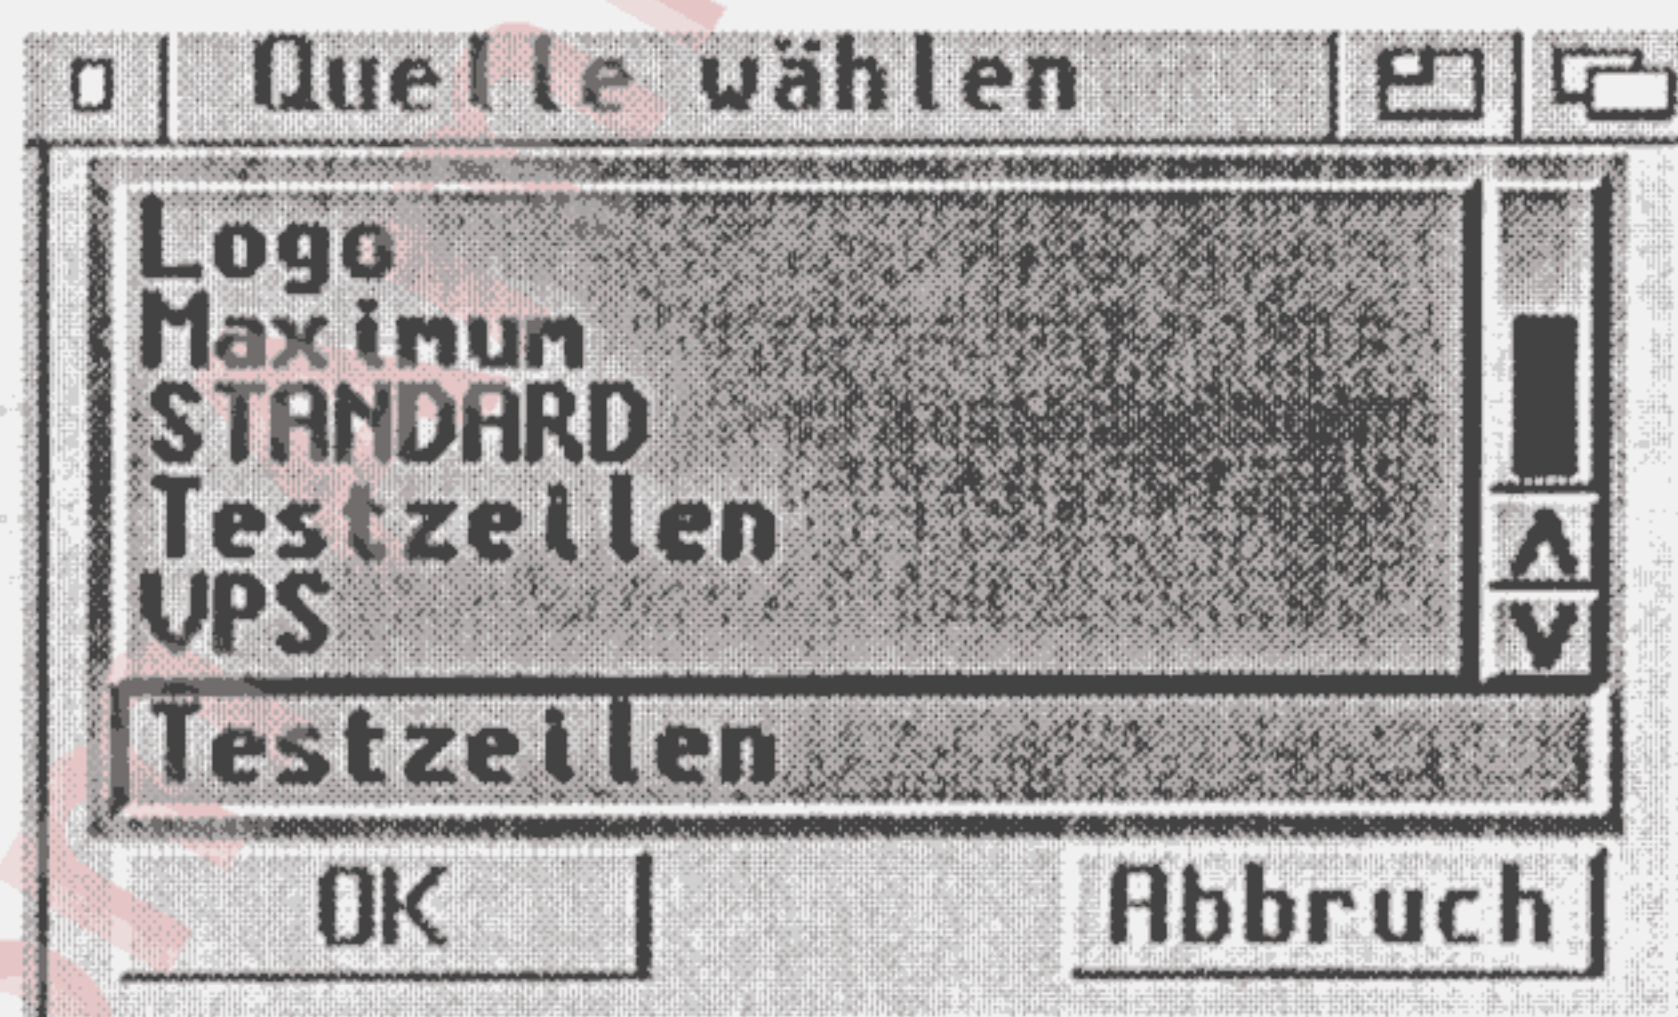 Quelle wählen
Logo
Maximum
STANDARD
Testzeilen
VPS
Testzeilen
OK
Abbruch